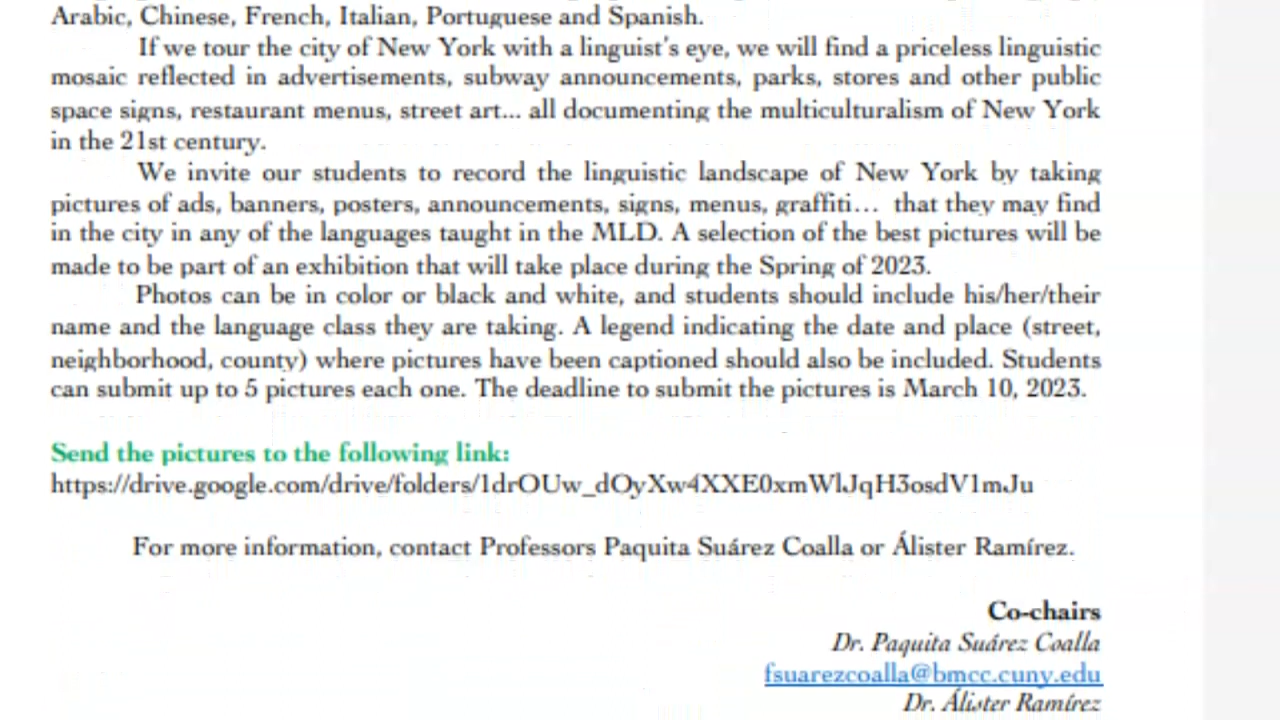 Arabic, Chinese, French, Italian, Portuguese and Spanish.
If we tour the city of New York with a linguist's eye, we will find a priceless linguistic
mosaic reflected in advertisements, subway announcements, parks, stores and other public
space signs, restaurant menus, street art... all documenting the multiculturalism of New York
in the 21st century.
We invite our students to record the linguistic landscape of New York by taking
pictures of ads, banners, posters, announcements, signs, menus, graffiti... that they may find
in the city in any of the languages taught in the MLD. A selection of the best pictures will be
made to be part of an exhibition that will take place during the Spring of 2023.
Photos can be in color or black and white, and students should include his/her/their
name and the language class they are taking. A legend indicating the date and place (street,
neighborhood, county) where pictures have been captioned should also be included. Students
can submit up to 5 pictures each one. The deadline to submit the pictures is March 10, 2023.
Send the pictures to the following link:
https://drive.google.com/drive/folders/1drOUw_dOyXw4XXE0xmWlJqH3osdV1mJu
For more information, contact Professors Paquita Suárez Coalla or Álister Ramírez.
Co-chairs
Dr. Paquita Suárez Coalla
fsuarezcoalla@bmcc.cuny.edu
Dr. Álister Ramírez